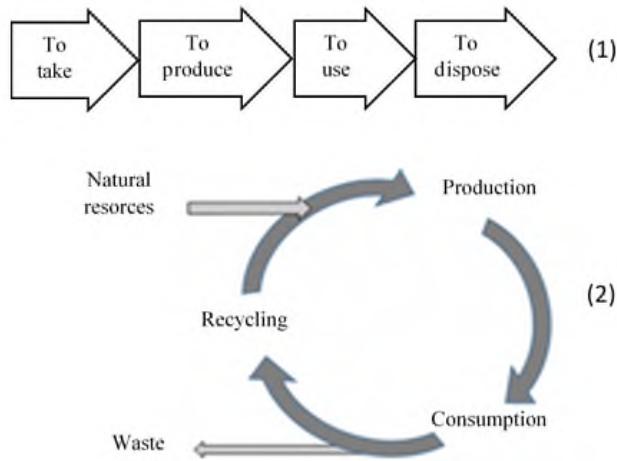 To
take
To
produce
To
use
To
dispose
(1)
Natural
resorces
Production
Recycling
(2)
Consumption
Waste